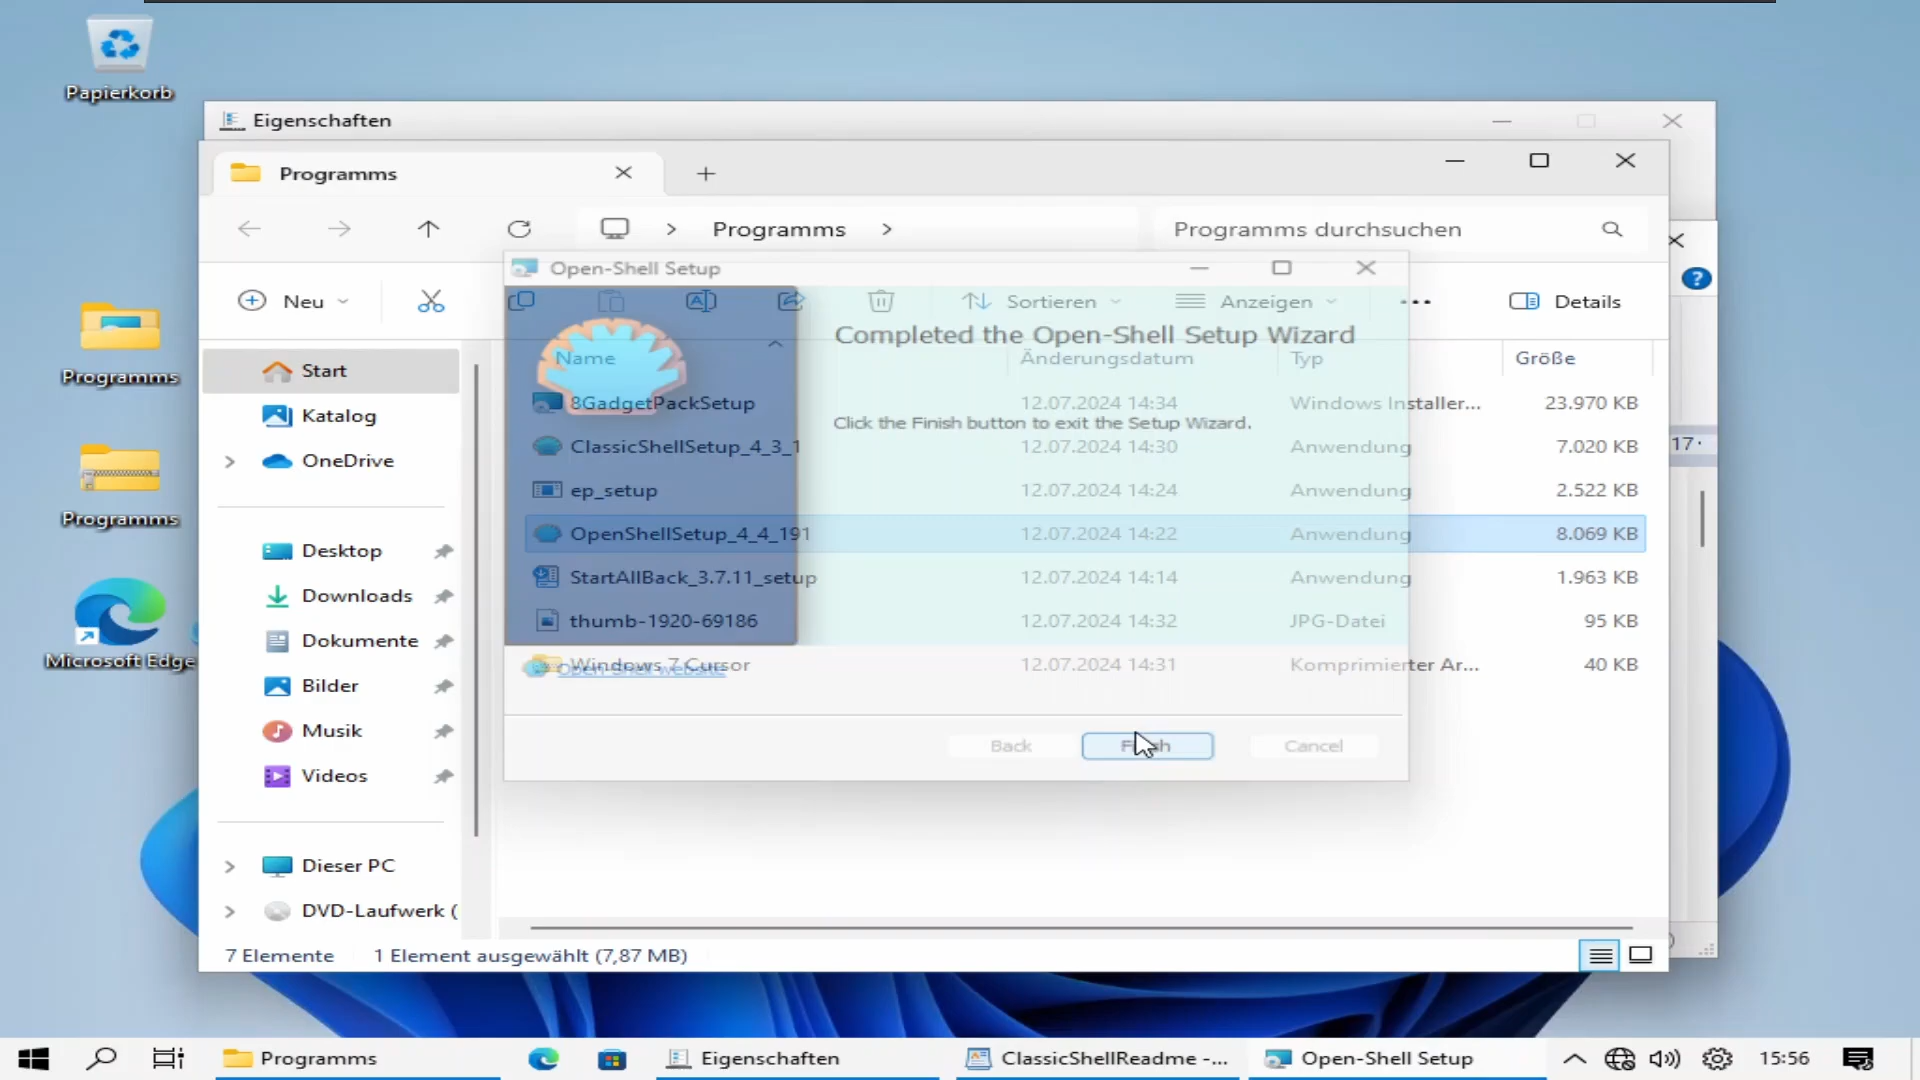 Papierkorb
Programms
Programms
Microsoft Edge
Eigenschaften
Programms
Programms
Programms durchsuchen
Neu
Sortieren
Anzeigen
Details
Open-Shell Setup
Completed the Open-Shell Setup Wizard
Click the Finish button to exit the Setup Wizard.
Open-Shell website
Back
Finish
Cancel
Start
Katalog
OneDrive
Desktop
Downloads
Dokumente
Bilder
Musik
Videos
Dieser PC
DVD-Laufwerk (
Name Änderungsdatum Typ Größe
8GadgetPackSetup 12.07.2024 14:34 Windows Installer... 23.970 KB
ClassicShellSetup_4_3_1 12.07.2024 14:30 Anwendung 7.020 KB
ep_setup 12.07.2024 14:24 Anwendung 2.522 KB
OpenShellSetup_4_4_191 12.07.2024 14:22 Anwendung 8.069 KB
StartAllBack_3.7.11_setup 12.07.2024 14:14 Anwendung 1.963 KB
thumb-1920-69186 12.07.2024 14:32 JPG-Datei 95 KB
Windows 7 Cursor 12.07.2024 14:31 Komprimierter Ar... 40 KB
17
7 Elemente 1 Element ausgewählt (7,87 MB)
Programms
Eigenschaften
ClassicShellReadme -...
Open-Shell Setup
15:56